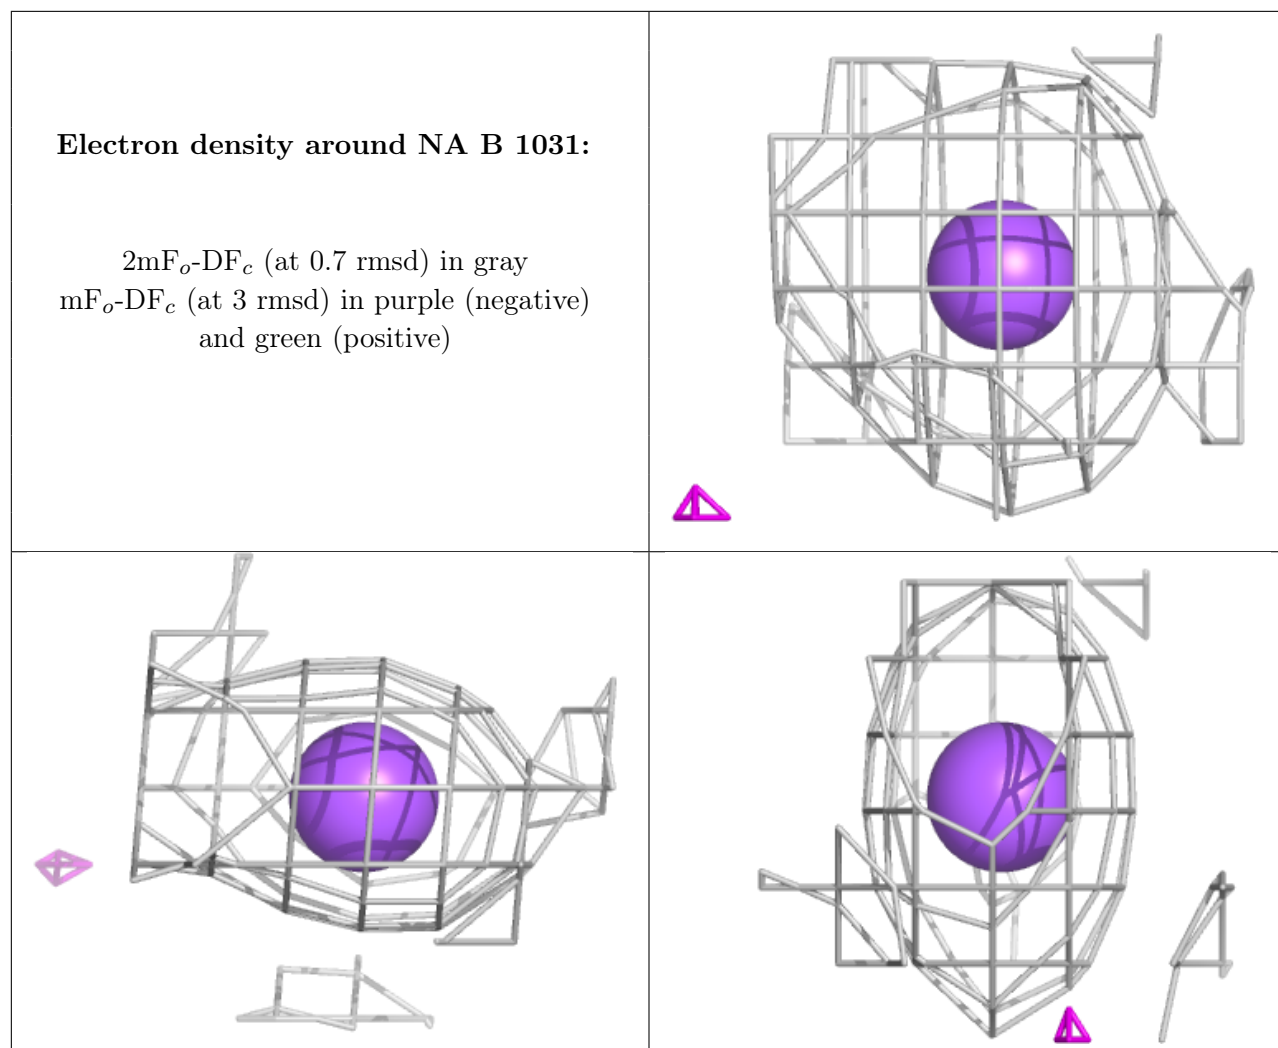 Electron density around NA B 1031:
2mFo-DFc (at 0.7 rmsd) in gray
mFo-DFc (at 3 rmsd) in purple (negative)
and green (positive)